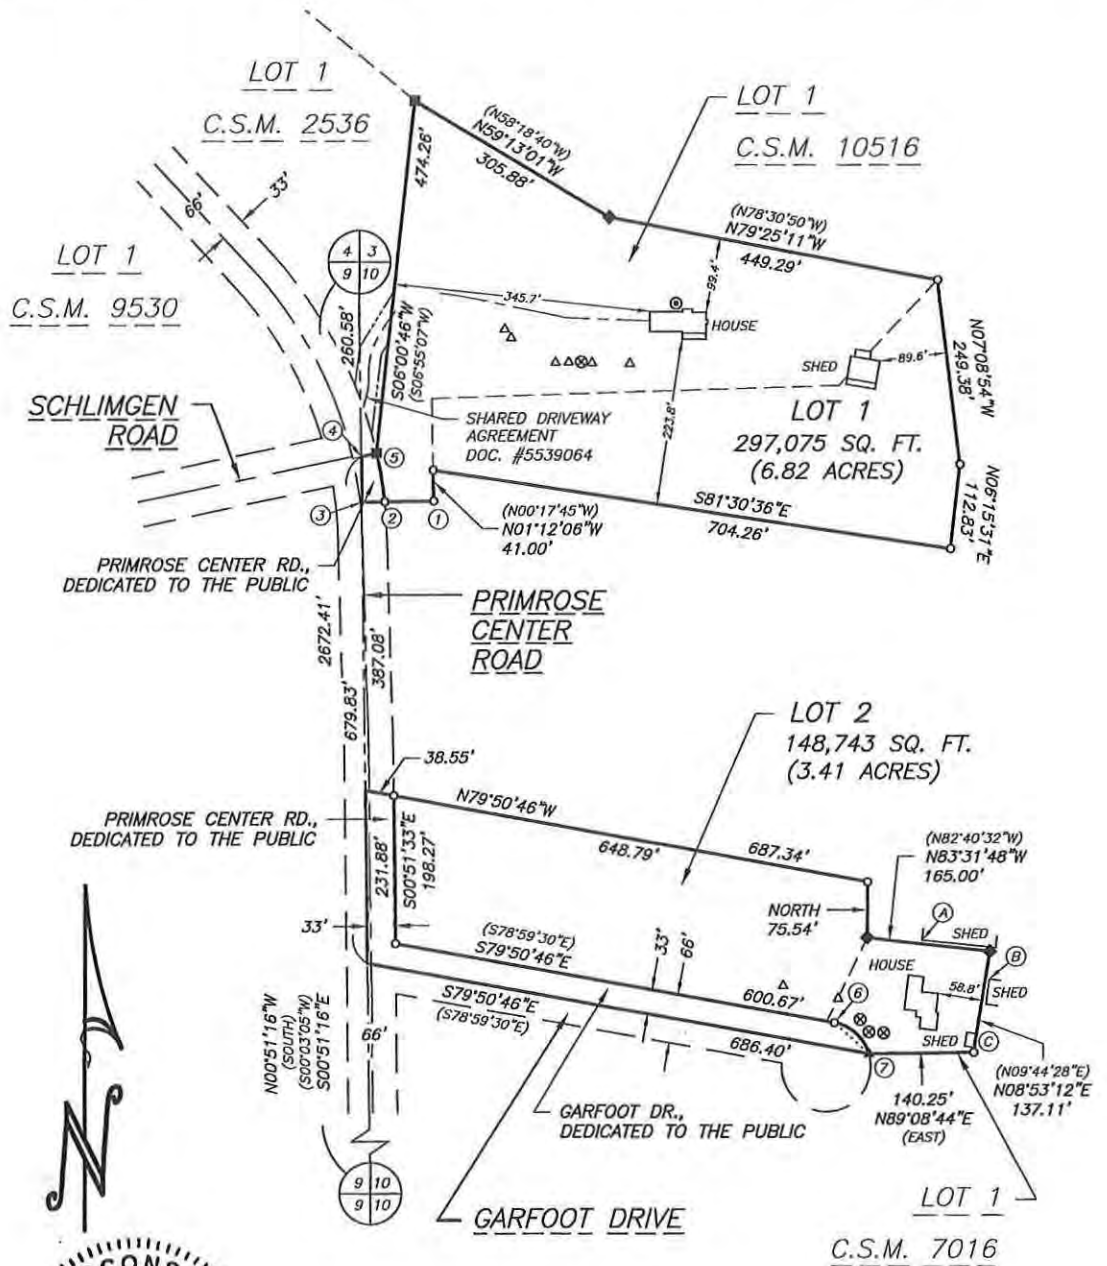 LOT 1
C.S.M. 2536
LOT 1
C.S.M. 10516
(N58°18'40"W)
N59°13'01"W
305.88'
474.26'
66'
33'
(N78°30'50"W)
N79°25'11"W
449.29'
LOT 1
C.S.M. 9530
4 3
9 10
99.4'
345.7'
HOUSE
260.58'
S06°00'46"W
(S06°55'07"W)
SHED
89.6'
N07°08'54"W
249.38'
SCHLIMGEN
ROAD
SHARED DRIVEWAY
AGREEMENT
DOC. #5539064
223.8'
LOT 1
297,075 SQ. FT.
(6.82 ACRES)
4
5
3
2
1
(N00°17'45"W)
N01°12'06"W
41.00'
S81°30'36"E
704.26'
N06°15'31"E
112.83'
PRIMROSE CENTER RD.,
DEDICATED TO THE PUBLIC
PRIMROSE
CENTER
ROAD
2672.41'
387.08'
679.83'
LOT 2
148,743 SQ. FT.
(3.41 ACRES)
38.55'
N79°50'46"W
648.79'
687.34'
PRIMROSE CENTER RD.,
DEDICATED TO THE PUBLIC
231.88'
S00°51'33"E
198.27'
(N82°40'32"W)
N83°31'48"W
165.00'
NORTH
75.54'
A
SHED
B
33'
(S78°59'30"E)
S79°50'46"E
33'
66'
HOUSE
58.8'
SHED
600.67'
6
S79°50'46"E
(S78°59'30"E)
686.40'
SHED
C
7
N00°51'16"W
(SOUTH)
(S00°03'05"W)
S00°51'16"E
66'
(N09°44'28"E)
N08°53'12"E
137.11'
140.25'
N89°08'44"E
(EAST)
GARFOOT DR.,
DEDICATED TO THE PUBLIC
9 10
9 10
GARFOOT DRIVE
LOT 1
C.S.M. 7016
N